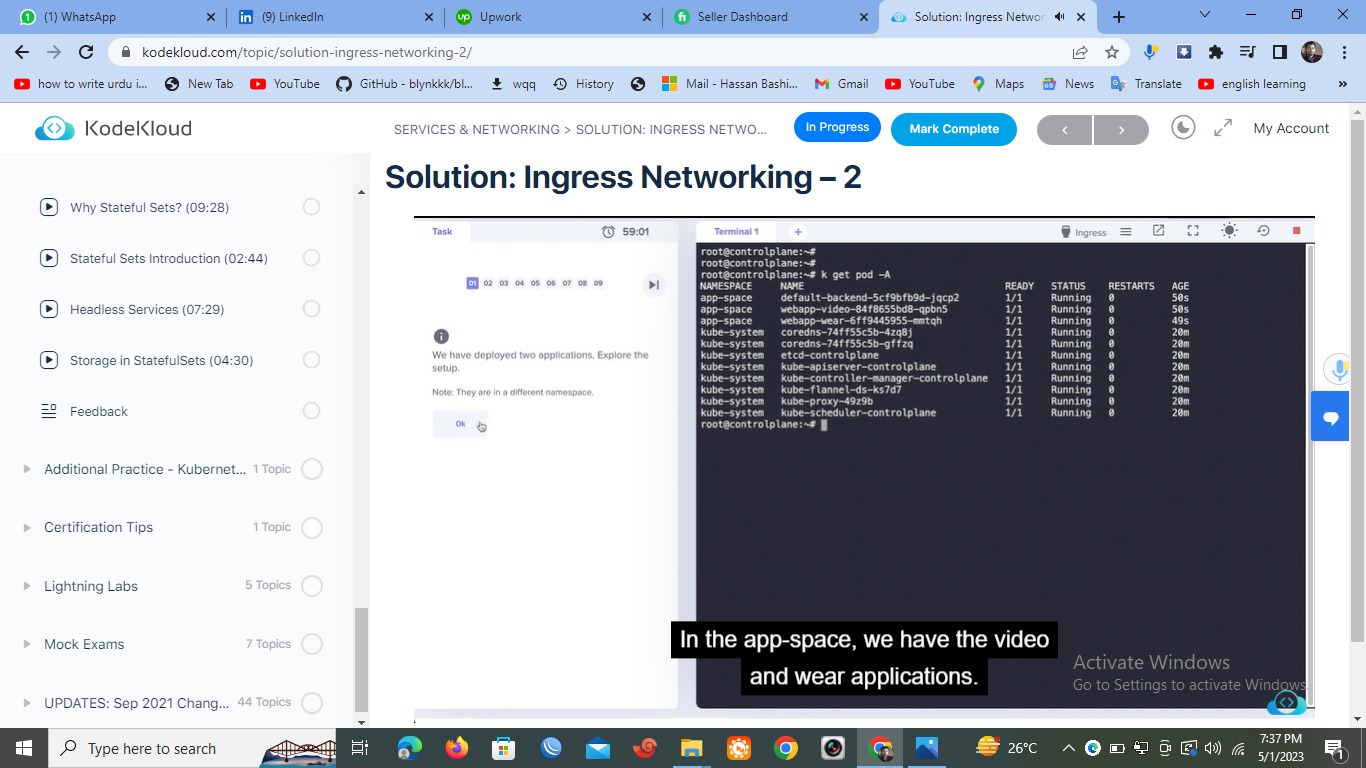 (1) WhatsApp
(9) LinkedIn
Upwork
Seller Dashboard
Solution: Ingress Networ
kodekloud.com/topic/solution-ingress-networking-2/
how to write urdu i...
New Tab
YouTube
GitHub - blynkkk/bl...
wqq
History
Mail - Hassan Bashi...
Gmail
YouTube
Maps
News
Translate
english learning
KodeKloud
SERVICES & NETWORKING > SOLUTION: INGRESS NETWO...
In Progress
Mark Complete
My Account
Why Stateful Sets? (09:28)
Stateful Sets Introduction (02:44)
Headless Services (07:29)
Storage in StatefulSets (04:30)
Feedback
Additional Practice - Kubernet... 1 Topic
Certification Tips 1 Topic
Lightning Labs 5 Topics
Mock Exams 7 Topics
UPDATES: Sep 2021 Chang... 44 Topics
Solution: Ingress Networking – 2
Task
59:01
01 02 03 04 05 06 07 08 09
We have deployed two applications. Explore the
setup.
Note: They are in a different namespace.
Ok
Terminal 1 +
Ingress
root@controlplane:~#
root@controlplane:~#
root@controlplane:~# k get pod -A
NAMESPACE NAME READY STATUS RESTARTS AGE
app-space default-backend-5cf9bfb9d-jqcp2 1/1 Running 0 50s
app-space webapp-video-84f8655bd8-qpbn5 1/1 Running 0 50s
app-space webapp-wear-6ff9445955-mmtqh 1/1 Running 0 49s
kube-system coredns-74ff55c5b-4zq8j 1/1 Running 0 20m
kube-system coredns-74ff55c5b-gffzq 1/1 Running 0 20m
kube-system etcd-controlplane 1/1 Running 0 20m
kube-system kube-apiserver-controlplane 1/1 Running 0 20m
kube-system kube-controller-manager-controlplane 1/1 Running 0 20m
kube-system kube-flannel-ds-ks7d7 1/1 Running 0 20m
kube-system kube-proxy-49z9b 1/1 Running 0 20m
kube-system kube-scheduler-controlplane 1/1 Running 0 20m
root@controlplane:~#
In the app-space, we have the video
and wear applications.
Activate Windows
Go to Settings to activate Windows.
Type here to search
26°C
7:37 PM
5/1/2023
1